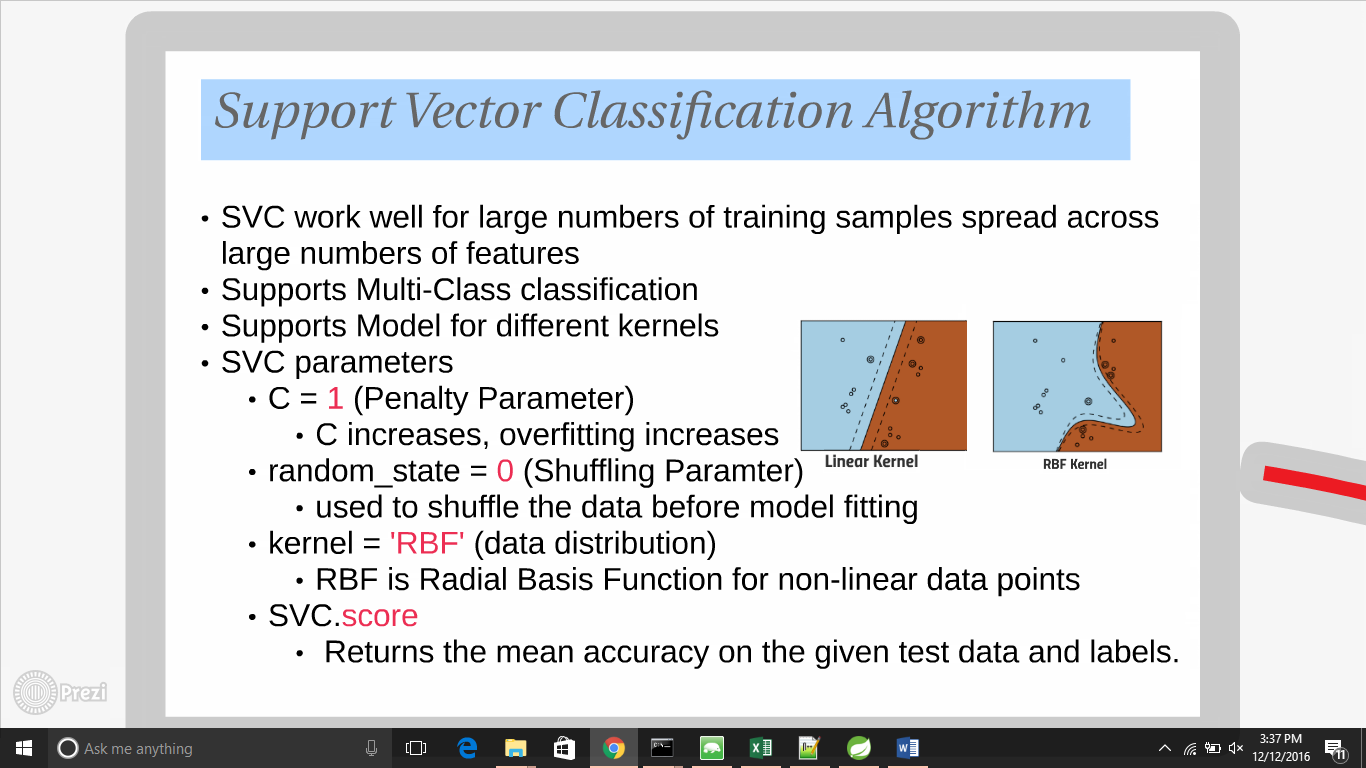 Support Vector Classification Algorithm
• SVC work well for large numbers of training samples spread across
large numbers of features
• Supports Multi-Class classification
• Supports Model for different kernels
• SVC parameters
• C = 1 (Penalty Parameter)
• C increases, overfitting increases
• random_state = 0 (Shuffling Paramter)
• used to shuffle the data before model fitting
• kernel = 'RBF' (data distribution)
• RBF is Radial Basis Function for non-linear data points
• SVC.score
• Returns the mean accuracy on the given test data and labels.
Linear Kernel
RBF Kernel
Prezi
Ask me anything
3:37 PM
12/12/2016
11